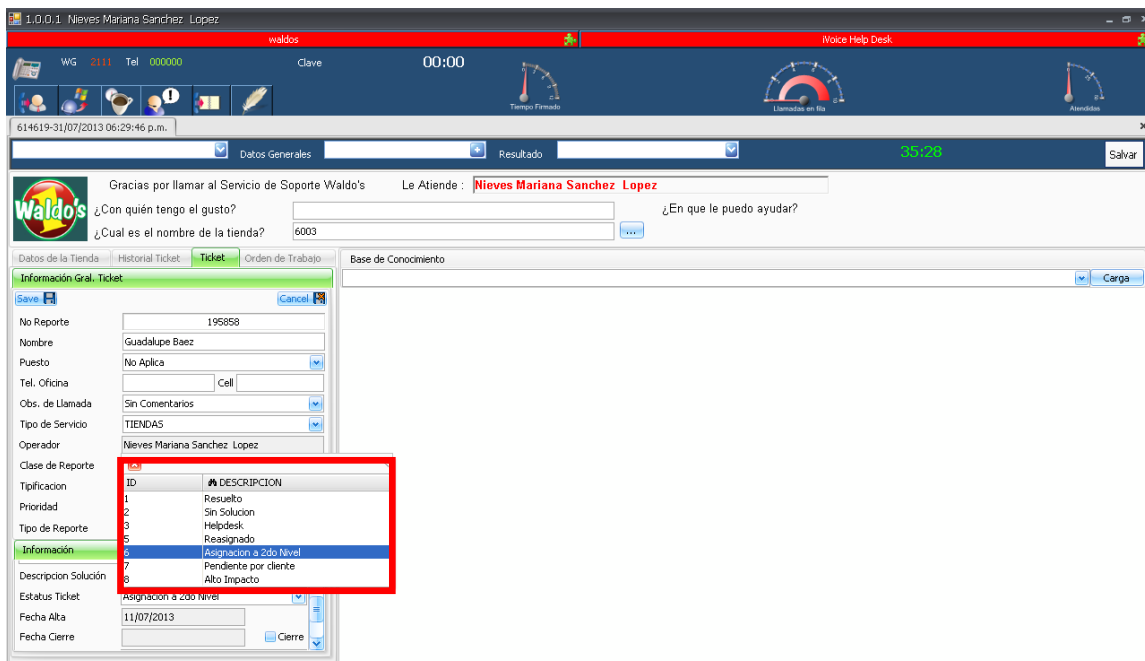 1.0.0.1 Nieves Mariana Sanchez Lopez
waldos iVoice Help Desk
WG 2111 Tel 000000 Clave 00:00
Tiempo Firmado Llamadas en fila Atendidas
614619-31/07/2013 06:29:46 p.m.
Datos Generales Resultado 35:28 Salvar
Gracias por llamar al Servicio de Soporte Waldo's Le Atiende : Nieves Mariana Sanchez Lopez
Waldo's
1
¿Con quién tengo el gusto? ¿En que le puedo ayudar?
¿Cual es el nombre de la tienda? 6003 ...
Datos de la Tienda Historial Ticket Ticket Orden de Trabajo Base de Conocimiento
Información Gral. Ticket Carga
Save Cancel
No Reporte 195858
Nombre Guadalupe Baez
Puesto No Aplica
Tel. Oficina Cell
Obs. de Llamada Sin Comentarios
Tipo de Servicio TIENDAS
Operador Nieves Mariana Sanchez Lopez
Clase de Reporte
Tipificacion
Prioridad
Tipo de Reporte
ID DESCRIPCION
1 Resuelto
2 Sin Solucion
3 Helpdesk
5 Reasignado
6 Asignacion a 2do Nivel
7 Pendiente por cliente
8 Alto Impacto
Información
Descripcion Solución
Estatus Ticket Asignacion a 2do Nivel
Fecha Alta 11/07/2013
Fecha Cierre Cierre